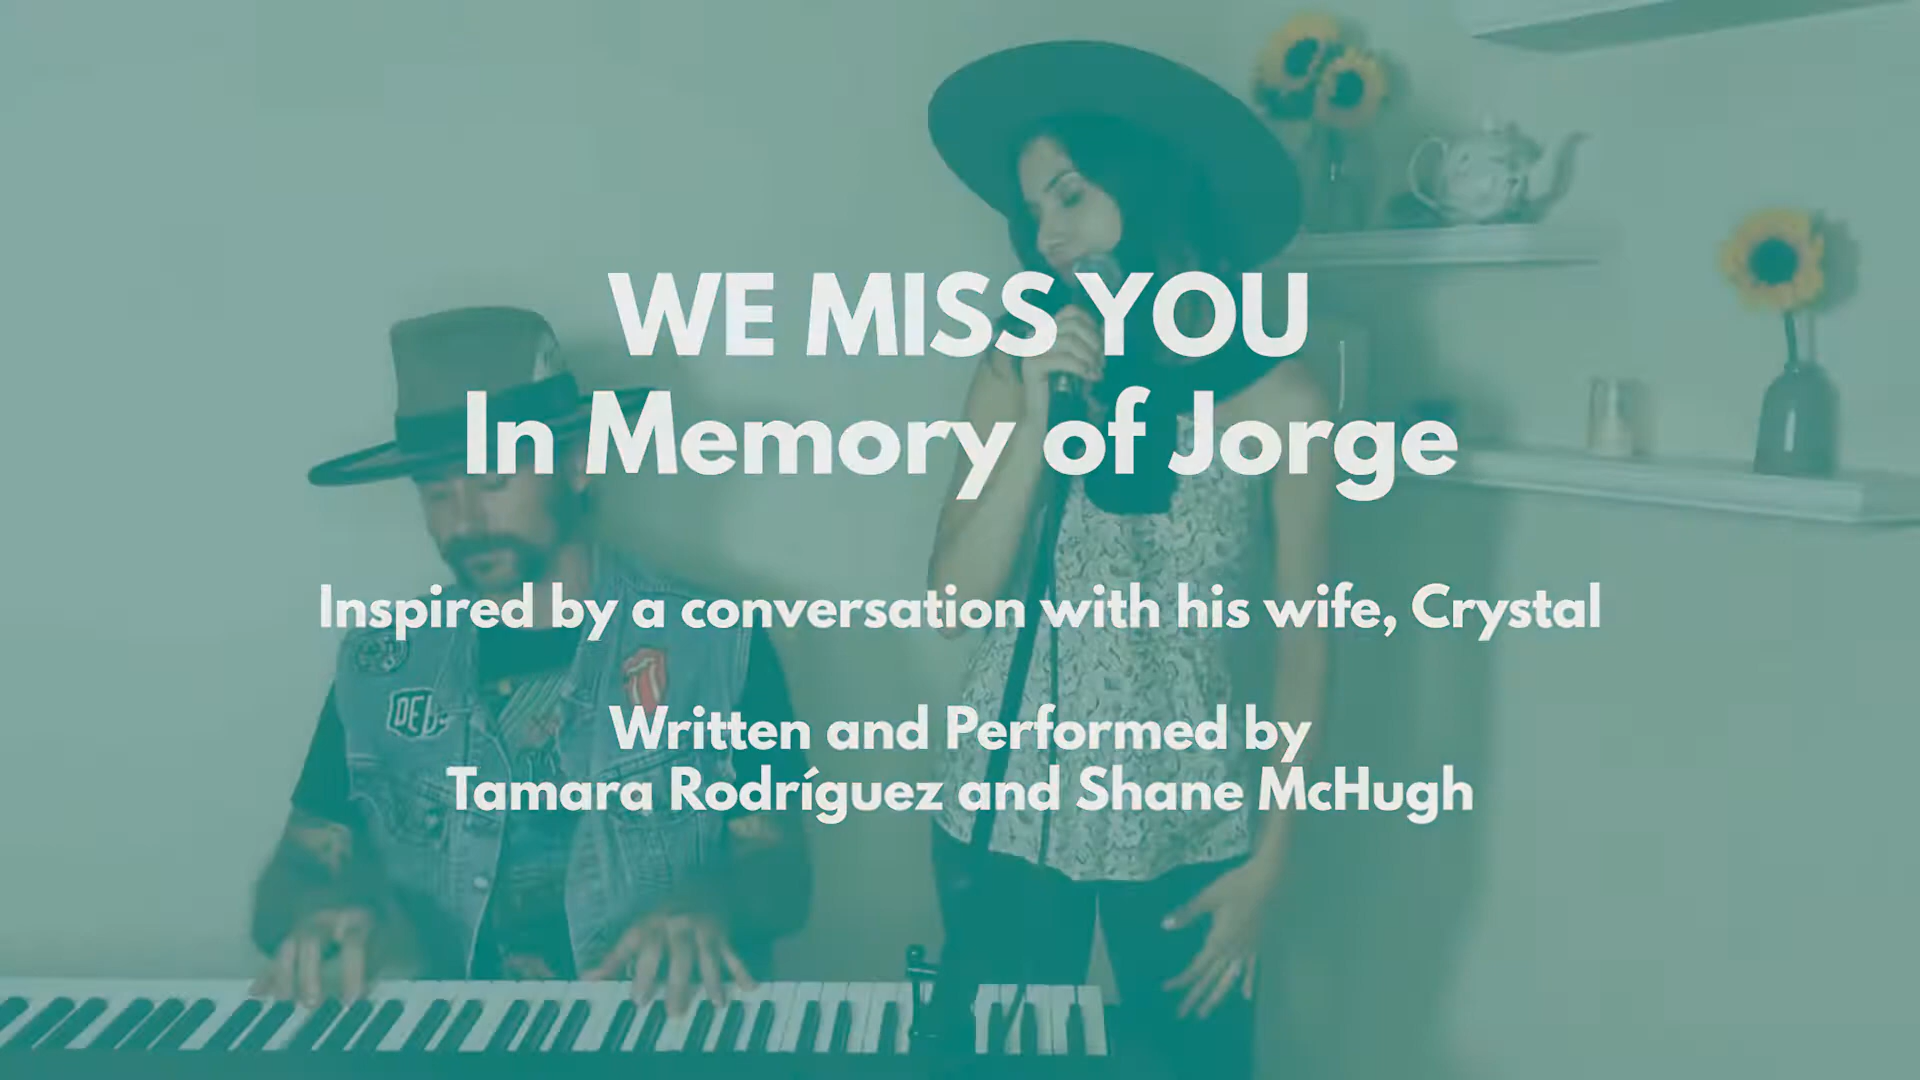 WE MISS YOU
In Memory of Jorge
Inspired by a conversation with his wife, Crystal
Written and Performed by
Tamara Rodríguez and Shane McHugh